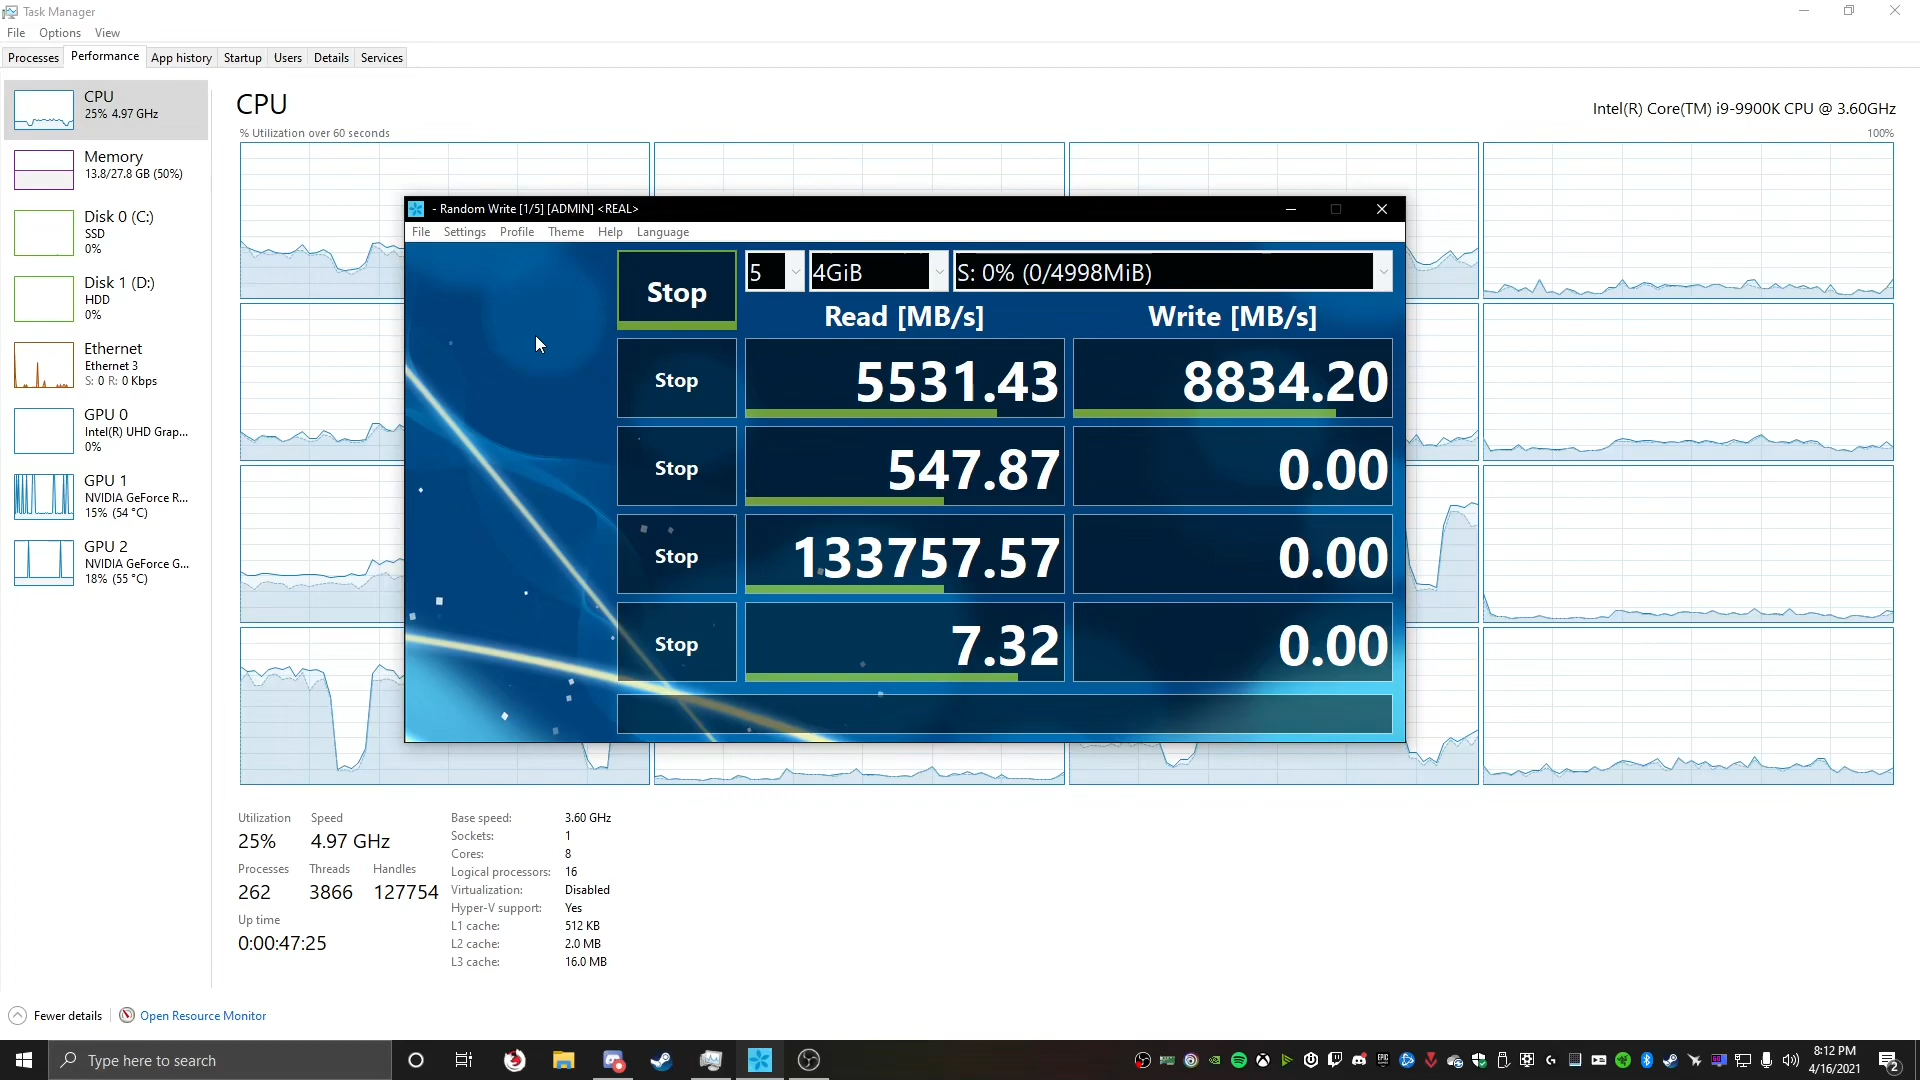 Task Manager
File Options View
Processes Performance App history Startup Users Details Services
CPU
25% 4.97 GHz
Memory
13.8/27.8 GB (50%)
Disk 0 (C:)
SSD
0%
Disk 1 (D:)
HDD
0%
Ethernet
Ethernet 3
S: 0 R: 0 Kbps
GPU 0
Intel(R) UHD Grap...
0%
GPU 1
NVIDIA GeForce R...
15% (54 °C)
GPU 2
NVIDIA GeForce G...
18% (55 °C)
CPU
Intel(R) Core(TM) i9-9900K CPU @ 3.60GHz
% Utilization over 60 seconds
100%
- Random Write [1/5] [ADMIN] <REAL>
File Settings Profile Theme Help Language
Stop 5 4GiB S: 0% (0/4998MiB)
Read [MB/s] Write [MB/s]
Stop 5531.43 8834.20
Stop 547.87 0.00
Stop 133757.57 0.00
Stop 7.32 0.00
Utilization Speed
25% 4.97 GHz
Processes Threads Handles
262 3866 127754
Up time
0:00:47:25
Base speed: 3.60 GHz
Sockets: 1
Cores: 8
Logical processors: 16
Virtualization: Disabled
Hyper-V support: Yes
L1 cache: 512 KB
L2 cache: 2.0 MB
L3 cache: 16.0 MB
Fewer details Open Resource Monitor
Type here to search
8:12 PM
4/16/2021
2